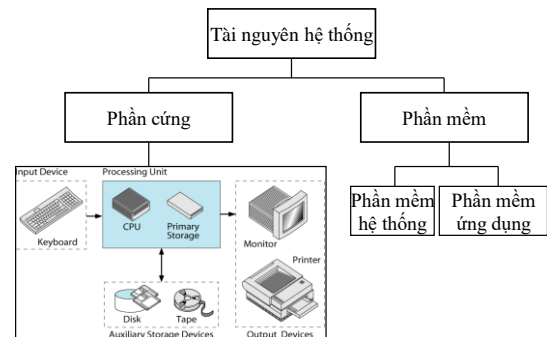 Tài nguyên hệ thống
Phần cứng
Phần mềm
Input Device
Processing Unit
Keyboard
CPU
Primary
Storage
Monitor
Printer
Disk
Tape
Auxiliary Storage Devices
Output Devices
Phần mềm
hệ thống
Phần mềm
ứng dụng